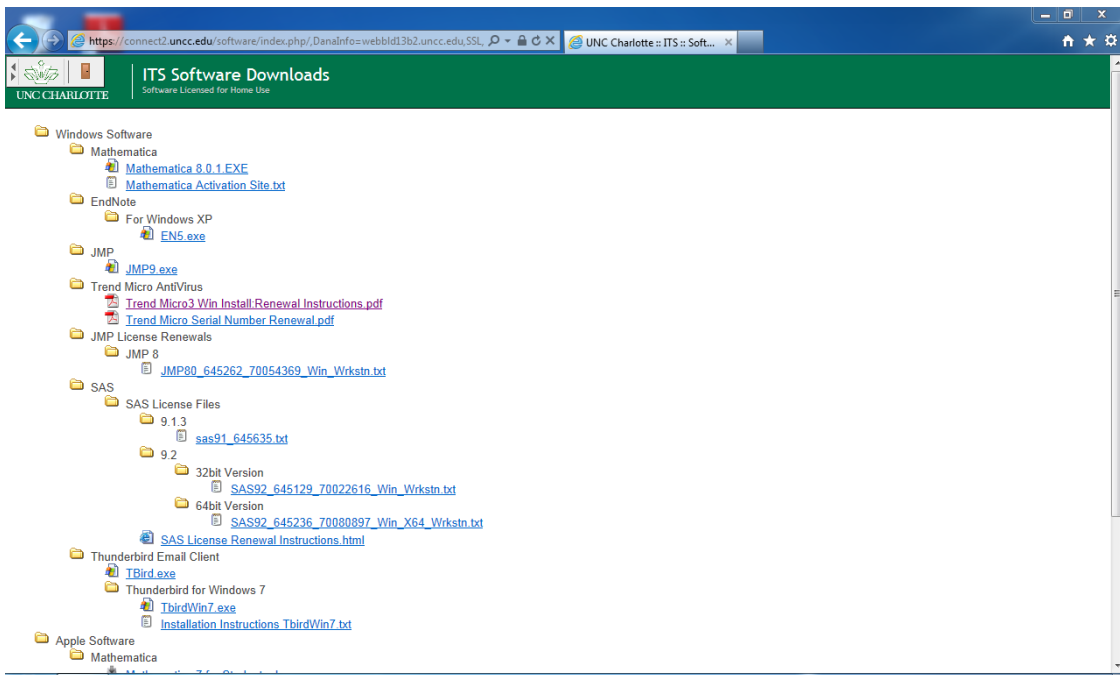 https://connect2.uncc.edu/software/index.php/,DanaInfo=webbld13b2.uncc.edu,SSL,
UNC Charlotte :: ITS :: Soft...
UNC CHARLOTTE
ITS Software Downloads
Software Licensed for Home Use
Windows Software
Mathematica
Mathematica 8.0.1.EXE
Mathematica Activation Site.txt
EndNote
For Windows XP
EN5.exe
JMP
JMP9.exe
Trend Micro AntiVirus
Trend Micro3 Win Install:Renewal Instructions.pdf
Trend Micro Serial Number Renewal.pdf
JMP License Renewals
JMP 8
JMP80_645262_70054369_Win_Wrkstn.txt
SAS
SAS License Files
9.1.3
sas91_645635.txt
9.2
32bit Version
SAS92_645129_70022616_Win_Wrkstn.txt
64bit Version
SAS92_645236_70080897_Win_X64_Wrkstn.txt
SAS License Renewal Instructions.html
Thunderbird Email Client
TBird.exe
Thunderbird for Windows 7
TbirdWin7.exe
Installation Instructions TbirdWin7.txt
Apple Software
Mathematica